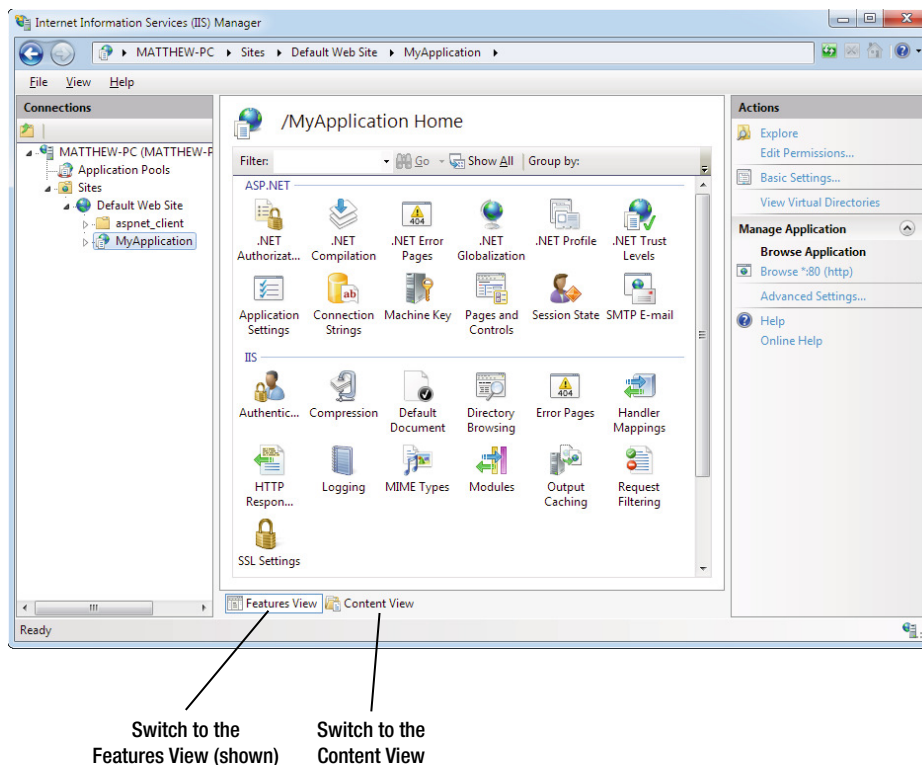 Internet Information Services (IIS) Manager
MATTHEW-PC Sites Default Web Site MyApplication
File View Help
Connections
MATTHEW-PC (MATTHEW-P
Application Pools
Sites
Default Web Site
aspnet_client
MyApplication
/MyApplication Home
Filter: Go Show All Group by:
ASP.NET
.NET Authorizat...
.NET Compilation
.NET Error Pages
.NET Globalization
.NET Profile
.NET Trust Levels
Application Settings
Connection Strings
Machine Key
Pages and Controls
Session State
SMTP E-mail
IIS
Authentic...
Compression
Default Document
Directory Browsing
Error Pages
Handler Mappings
HTTP Respon...
Logging
MIME Types
Modules
Output Caching
Request Filtering
SSL Settings
Features View Content View
Actions
Explore
Edit Permissions...
Basic Settings...
View Virtual Directories
Manage Application
Browse Application
Browse *:80 (http)
Advanced Settings...
Help
Online Help
Ready
Switch to the
Features View (shown)
Switch to the
Content View